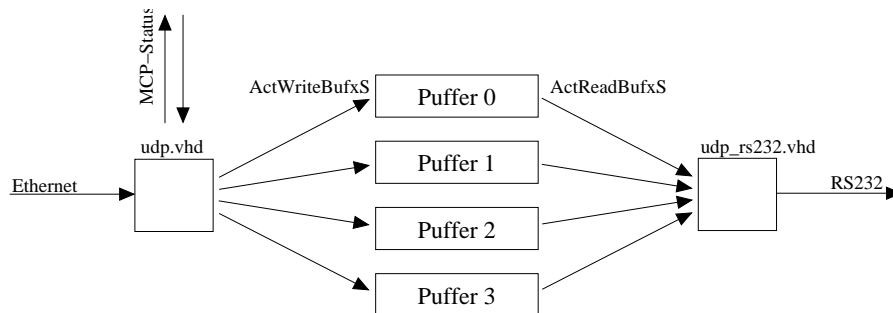 MCP−Status
ActWriteBufxS
Puffer 0
ActReadBufxS
udp.vhd
Puffer 1
udp_rs232.vhd
Ethernet
RS232
Puffer 2
Puffer 3